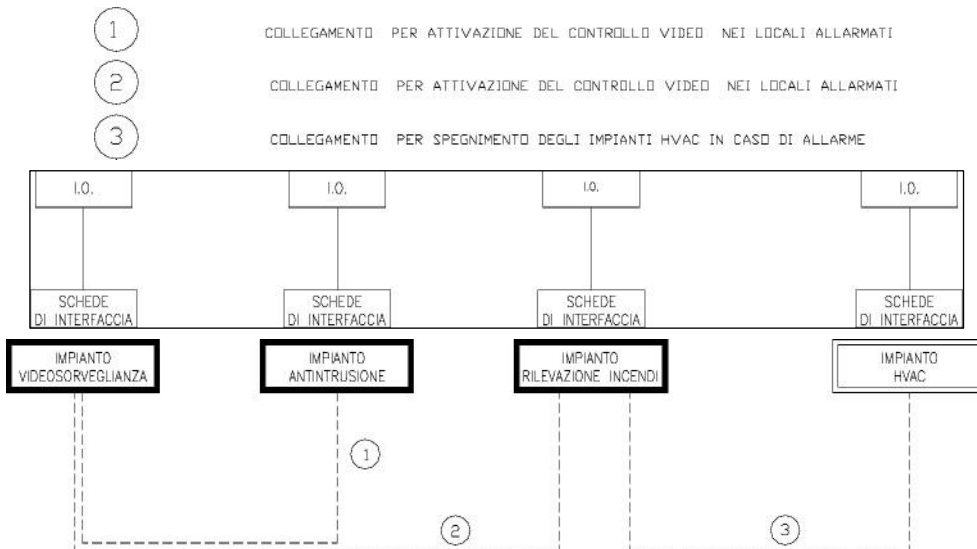 1 COLLEGAMENTO PER ATTIVAZIONE DEL CONTROLLO VIDEO NEI LOCALI ALLARMATI
2 COLLEGAMENTO PER ATTIVAZIONE DEL CONTROLLO VIDEO NEI LOCALI ALLARMATI
3 COLLEGAMENTO PER SPEGNIMENTO DEGLI IMPIANTI HVAC IN CASO DI ALLARME
I.O. I.O. I.O. I.O.
SCHEDE SCHEDE SCHEDE SCHEDE
DI INTERFACCIA DI INTERFACCIA DI INTERFACCIA DI INTERFACCIA
IMPIANTO IMPIANTO IMPIANTO IMPIANTO
VIDEOSORVEGLIANZA ANTINTRUSIONE RILEVAZIONE INCENDI HVAC
1
2 3